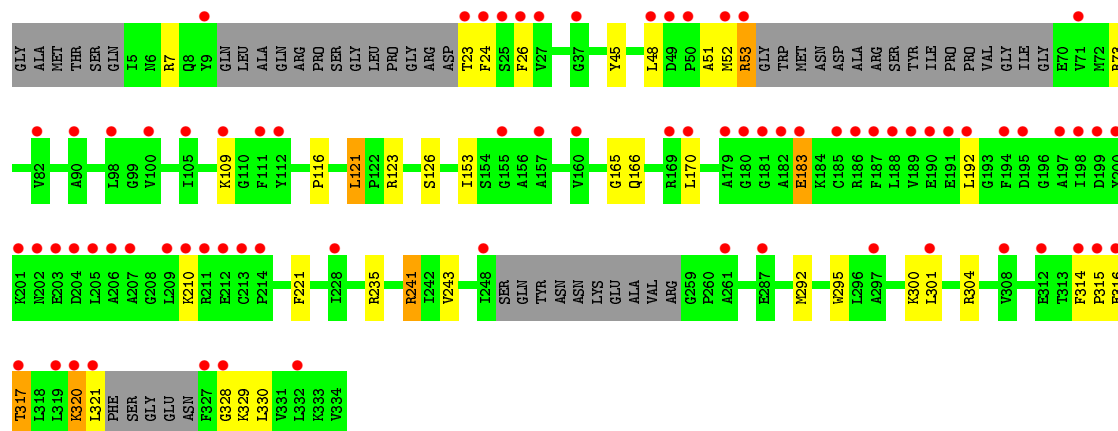 GLY ALA MET THR SER GLN I5 N6 R7 Q8 Y9 GLN LEU ALA GLN ARG PRO SER GLY LEU PRO GLY ARG ASP T23 F24 S25 F26 V27 G37 Y45 L48 D49 P50 A51 M52 R53 GLY TRP MET ASN ASP ALA ARG SER TYR ILE PRO PRO VAL GLY ILE GLY E70 V71 M72
V82 A90 L98 G99 V100 I105 K109 G110 F111 Y112 P116 L121 P122 R123 S126 I153 S154 G155 A156 A157 V160 G165 Q166 R169 L170 A179 G180 G181 A182 E183 K184 C185 R186 F187 L188 V189 E190 E191 L192 G193 F194 D195 G196 A197 I198 D199
K201 N202 E203 D204 L205 A206 A207 G208 L209 K210 R211 E212 C213 P214 F221 I228 R235 R241 I242 V243 I248 SER GLN TYR ASN ASN LYS GLU ALA VAL ARG G259 P260 A261 E287 M292 W295 L296 A297 K300 L301 R304 V308 E312 T313 F314 P315
T317 L318 L319 K320 L321 PHE SER GLY GLU ASN F327 G328 K329 L330 V331 L332 K333 V334